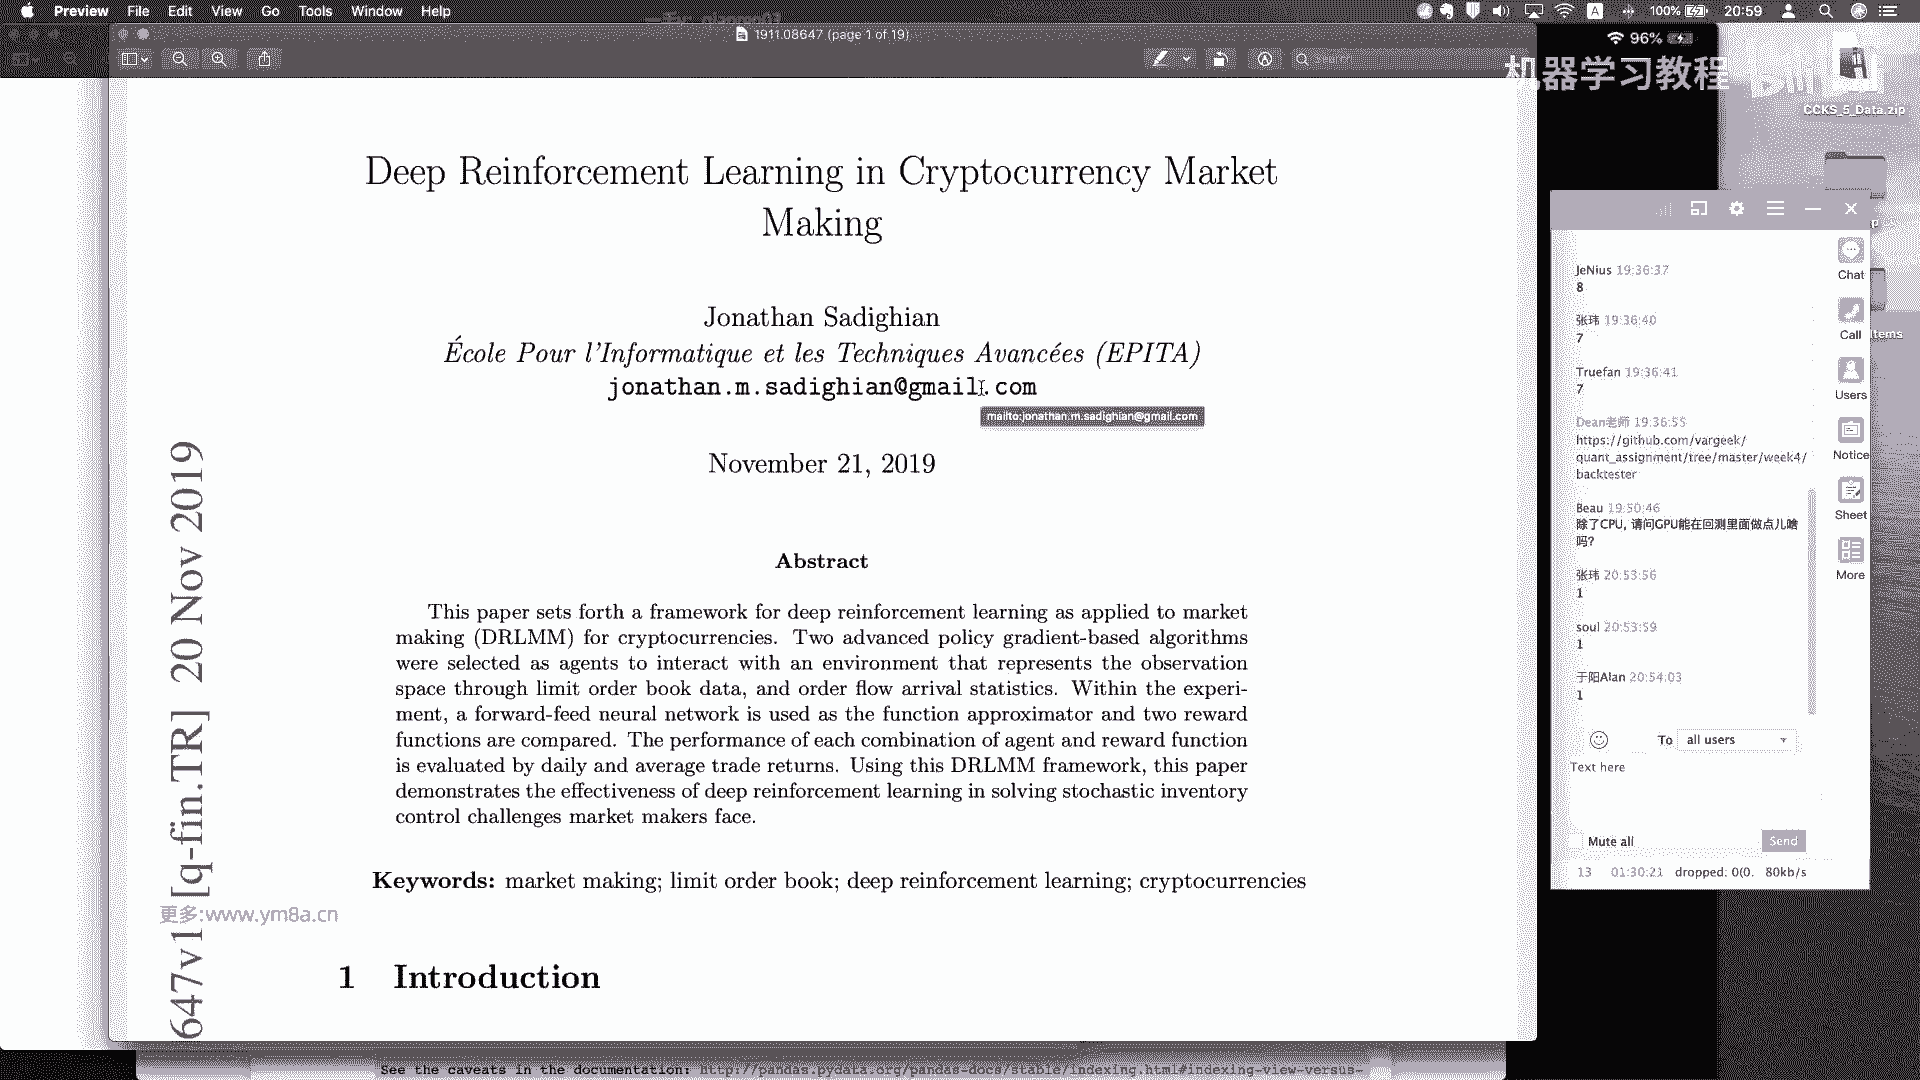 Preview File Edit View Go Tools Window Help
100% 20:59
1911.08647 (page 1 of 19)
Search
96%
机器学习教程
CCKS_5_Data.zip
Deep Reinforcement Learning in Cryptocurrency Market
Making
Jonathan Sadighian
École Pour l'Informatique et les Techniques Avancées (EPITA)
jonathan.m.sadighian@gmail.com
mailto:jonathan.m.sadighian@gmail.com
November 21, 2019
Abstract
This paper sets forth a framework for deep reinforcement learning as applied to market
making (DRLMM) for cryptocurrencies. Two advanced policy gradient-based algorithms
were selected as agents to interact with an environment that represents the observation
space through limit order book data, and order flow arrival statistics. Within the experi-
ment, a forward-feed neural network is used as the function approximator and two reward
functions are compared. The performance of each combination of agent and reward function
is evaluated by daily and average trade returns. Using this DRLMM framework, this paper
demonstrates the effectiveness of deep reinforcement learning in solving stochastic inventory
control challenges market makers face.
Keywords: market making; limit order book; deep reinforcement learning; cryptocurrencies
1 Introduction
647v1 [q-fin.TR] 20 Nov 2019
更多:www.ym8a.cn
See the caveats in the documentation: http://pandas.pydata.org/pandas-docs/stable/indexing.html#indexing-view-versus-
JeNius 19:36:37
8
张玮 19:36:40
7
Truefan 19:36:41
7
Dean老师 19:36:55
https://github.com/vargeek/
quant_assignment/tree/master/week4/
backtester
Beau 19:50:46
除了CPU, 请问GPU能在回测里面做点儿啥
吗?
张玮 20:53:56
1
soul 20:53:59
1
于阳Alan 20:54:03
1
To all users
Text here
Mute all
Send
13 01:30:21 dropped: 0(0. 80kb/s
Chat
Call
Users
Notice
Sheet
More
Items